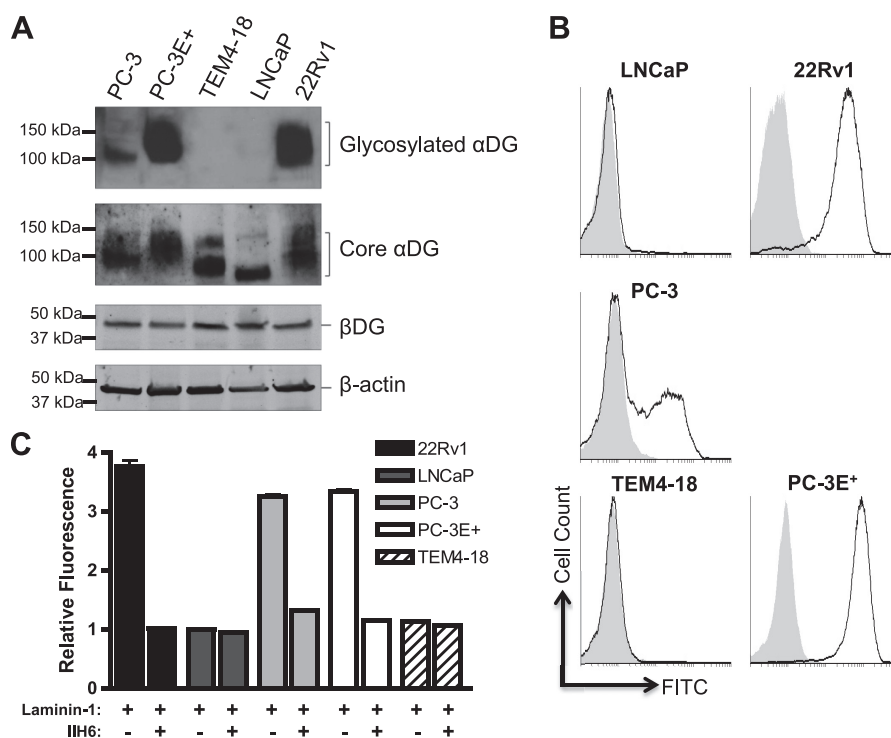 A
PC-3 PC-3E+ TEM4-18 LNCaP 22Rv1
150 kDa
100 kDa
Glycosylated αDG
150 kDa
100 kDa
Core αDG
50 kDa
37 kDa
βDG
50 kDa
37 kDa
β-actin
B
LNCaP 22Rv1
PC-3
TEM4-18 PC-3E+
Cell Count
FITC
C
Relative Fluorescence
4
3
2
1
0
22Rv1
LNCaP
PC-3
PC-3E+
TEM4-18
Laminin-1: + + + + + + + + + +
IIH6: - + - + - + - + - +